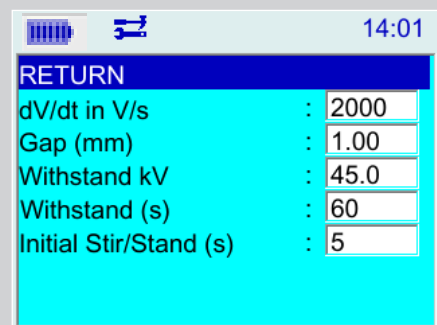 14:01
RETURN
dV/dt in V/s : 2000
Gap (mm) : 1.00
Withstand kV : 45.0
Withstand (s) : 60
Initial Stir/Stand (s) : 5